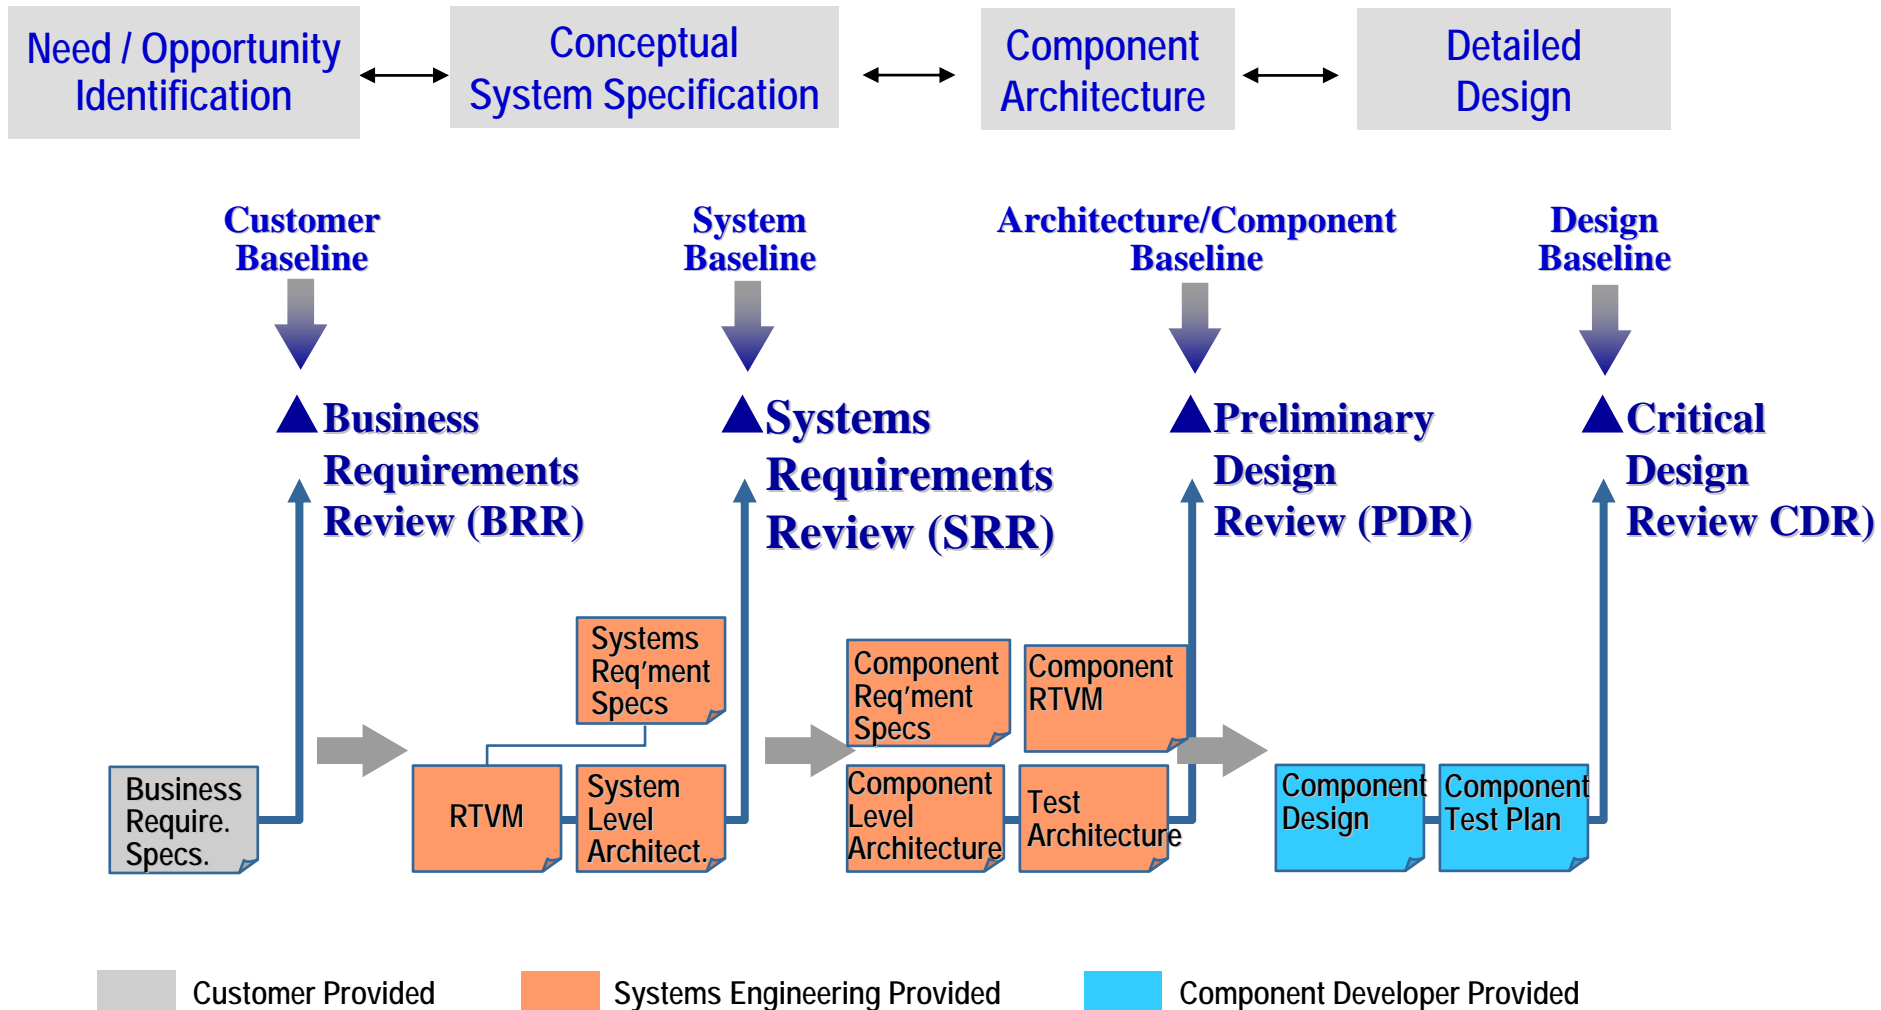 Need / Opportunity
Identification
Conceptual
System Specification
Component
Architecture
Detailed
Design
Customer
Baseline
System
Baseline
Architecture/Component
Baseline
Design
Baseline
Business
Requirements
Review (BRR)
Systems
Requirements
Review (SRR)
Preliminary
Design
Review (PDR)
Critical
Design
Review CDR)
Business
Require.
Specs.
RTVM
Systems
Req'ment
Specs
System
Level
Architect.
Component
Req'ment
Specs
Component
RTVM
Component
Level
Architecture
Test
Architecture
Component
Design
Component
Test Plan
Customer Provided
Systems Engineering Provided
Component Developer Provided